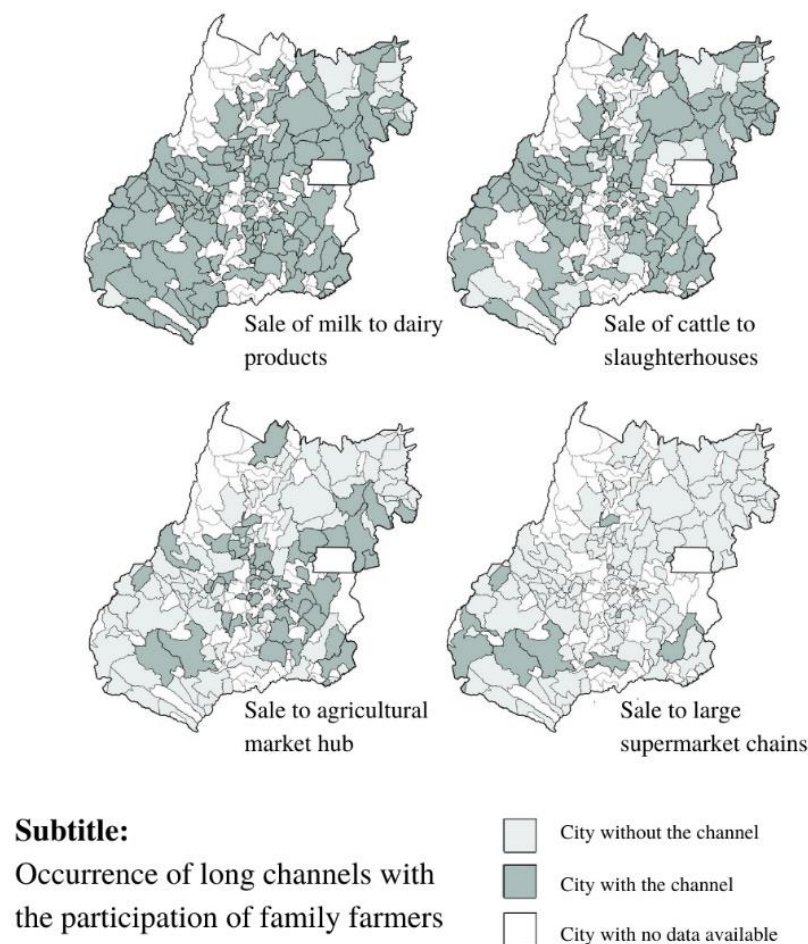 Sale of milk to dairy
products
Sale of cattle to
slaughterhouses
Sale to agricultural
market hub
Sale to large
supermarket chains
Subtitle:
Occurrence of long channels with
the participation of family farmers
City without the channel
City with the channel
City with no data available